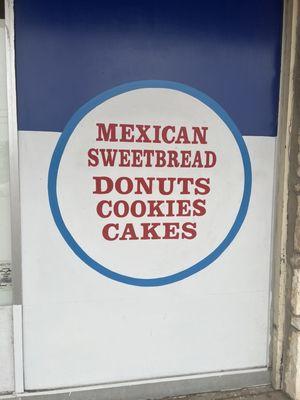 MEXICAN
SWEETBREAD
DONUTS
COOKIES
CAKES